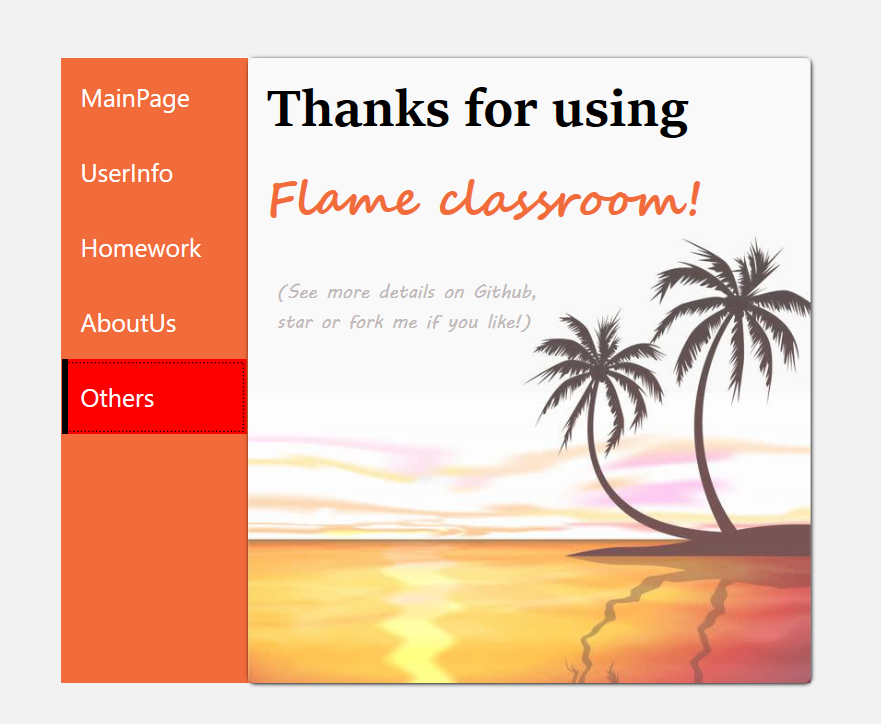 MainPage
UserInfo
Homework
AboutUs
Others
Thanks for using
Flame classroom!
(See more details on Github,
star or fork me if you like!)